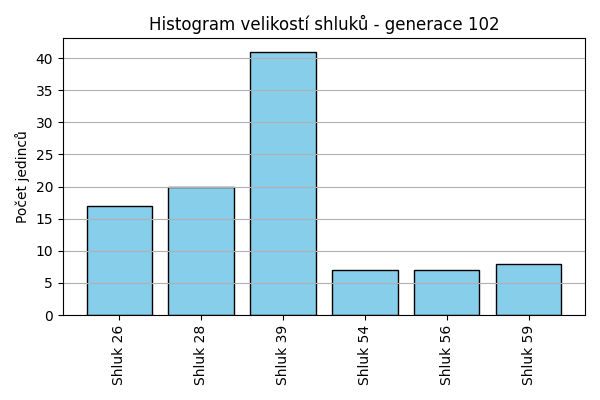 Histogram velikostí shluků - generace 102
Počet jedinců
40
35
30
25
20
15
10
5
0
Shluk 26
Shluk 28
Shluk 39
Shluk 54
Shluk 56
Shluk 59